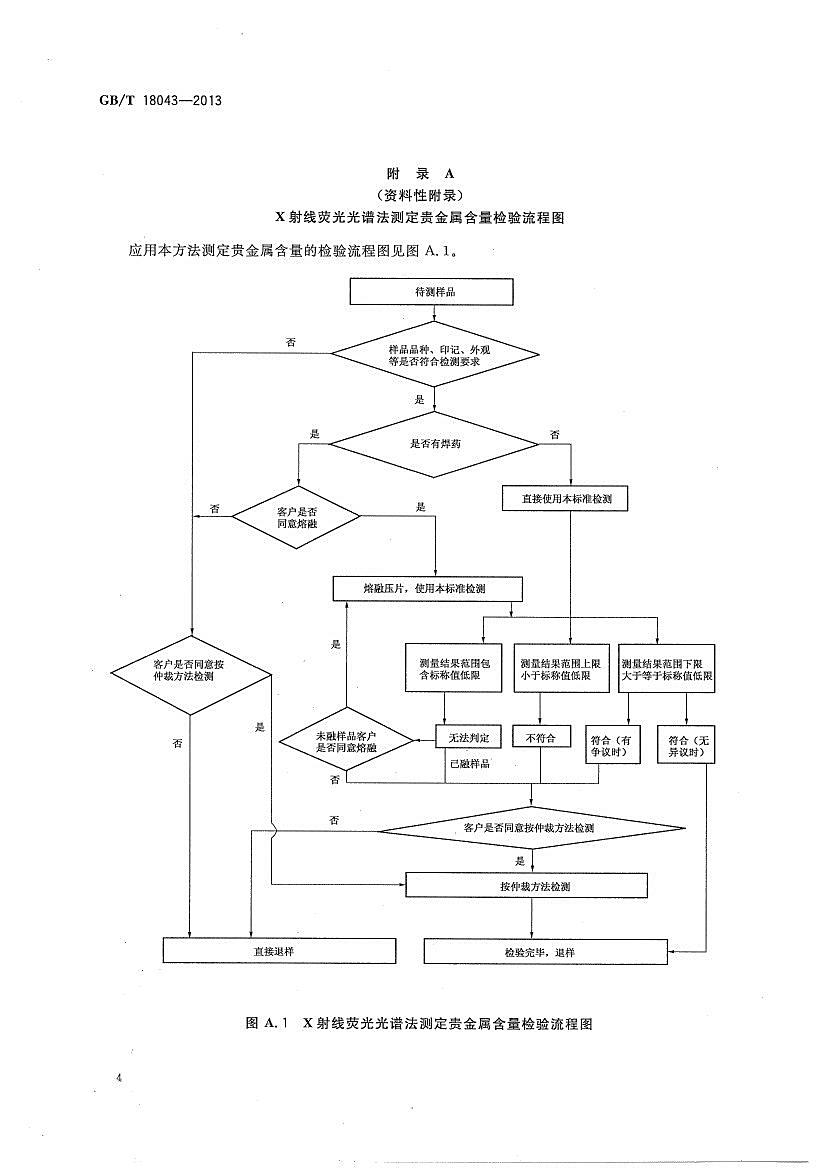 GB/T 18043—2013
附 录 A
（资料性附录）
X 射线荧光光谱法测定贵金属含量检验流程图
应用本方法测定贵金属含量的检验流程图见图 A.1。
待测样品
否
样品品种、印记、外观
等是否符合检测要求
是
是
是否有焊药
否
直接使用本标准检测
否
客户是否
同意熔融
是
熔融压片，使用本标准检测
是
客户是否同意按
仲裁方法检测
测量结果范围包
含标称值低限
测量结果范围上限
小于标称值低限
测量结果范围下限
大于等于标称值低限
否
是
未融样品客户
是否同意熔融
无法判定
不符合
符合（有
争议时）
符合（无
异议时）
已融样品
否
否
客户是否同意按仲裁方法检测
是
按仲裁方法检测
直接退样
检验完毕，退样
图 A.1 X 射线荧光光谱法测定贵金属含量检验流程图
4